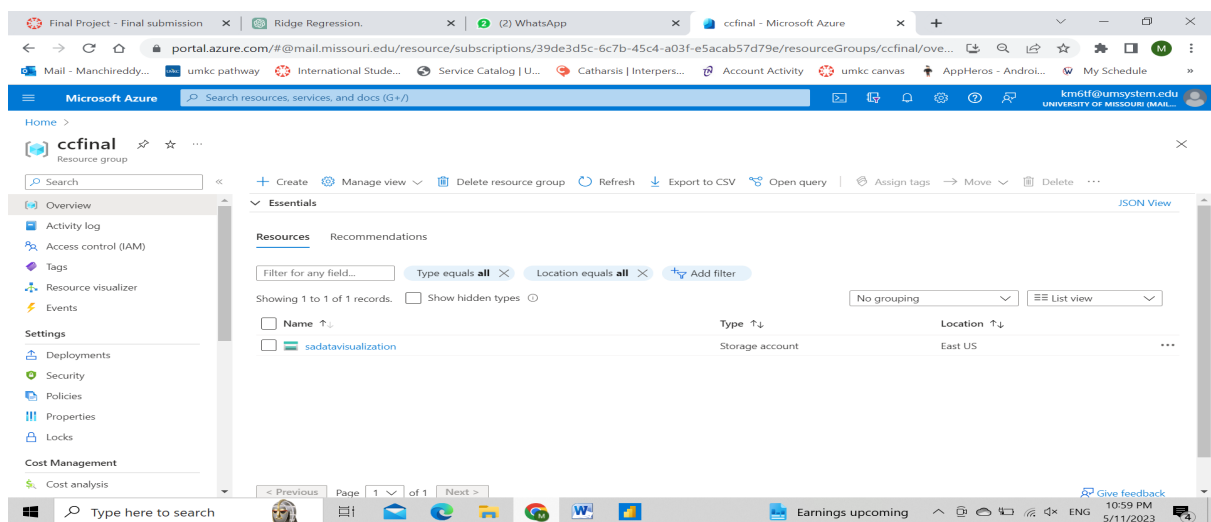 Final Project - Final submission
Ridge Regression.
(2) WhatsApp
ccfinal - Microsoft Azure
portal.azure.com/#@mail.missouri.edu/resource/subscriptions/39de3d5c-6c7b-45c4-a03f-e5acab57d79e/resourceGroups/ccfinal/ove...
M
Mail - Manchireddy... umkc pathway International Stude... Service Catalog | U... Catharsis | Interpers... Account Activity umkc canvas AppHeros - Androi... My Schedule »
Microsoft Azure Search resources, services, and docs (G+/) km6tf@umsystem.edu
UNIVERSITY OF MISSOURI (MAIL...
Home >
ccfinal ...
Resource group
Search «
Create Manage view Delete resource group Refresh Export to CSV Open query Assign tags Move Delete ...
Overview
Essentials JSON View
Activity log
Access control (IAM)
Resources Recommendations
Tags
Filter for any field... Type equals all Location equals all Add filter
Resource visualizer
Showing 1 to 1 of 1 records. Show hidden types No grouping List view
Events
Name Type Location
Settings
sadatavisualization Storage account East US ...
Deployments
Security
Policies
Properties
Locks
Cost Management
Cost analysis
< Previous Page 1 of 1 Next > Give feedback
Type here to search Earnings upcoming ENG 10:59 PM
5/11/2023 4